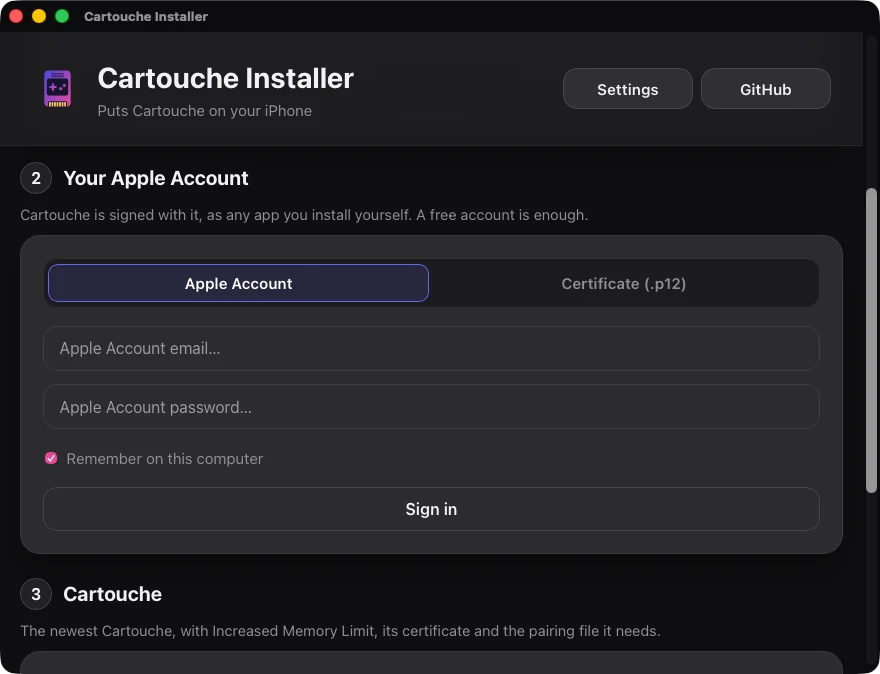 Cartouche Installer
Cartouche Installer
Puts Cartouche on your iPhone
Settings
GitHub
2
Your Apple Account
Cartouche is signed with it, as any app you install yourself. A free account is enough.
Apple Account
Certificate (.p12)
Apple Account email...
Apple Account password...
Remember on this computer
Sign in
3
Cartouche
The newest Cartouche, with Increased Memory Limit, its certificate and the pairing file it needs.